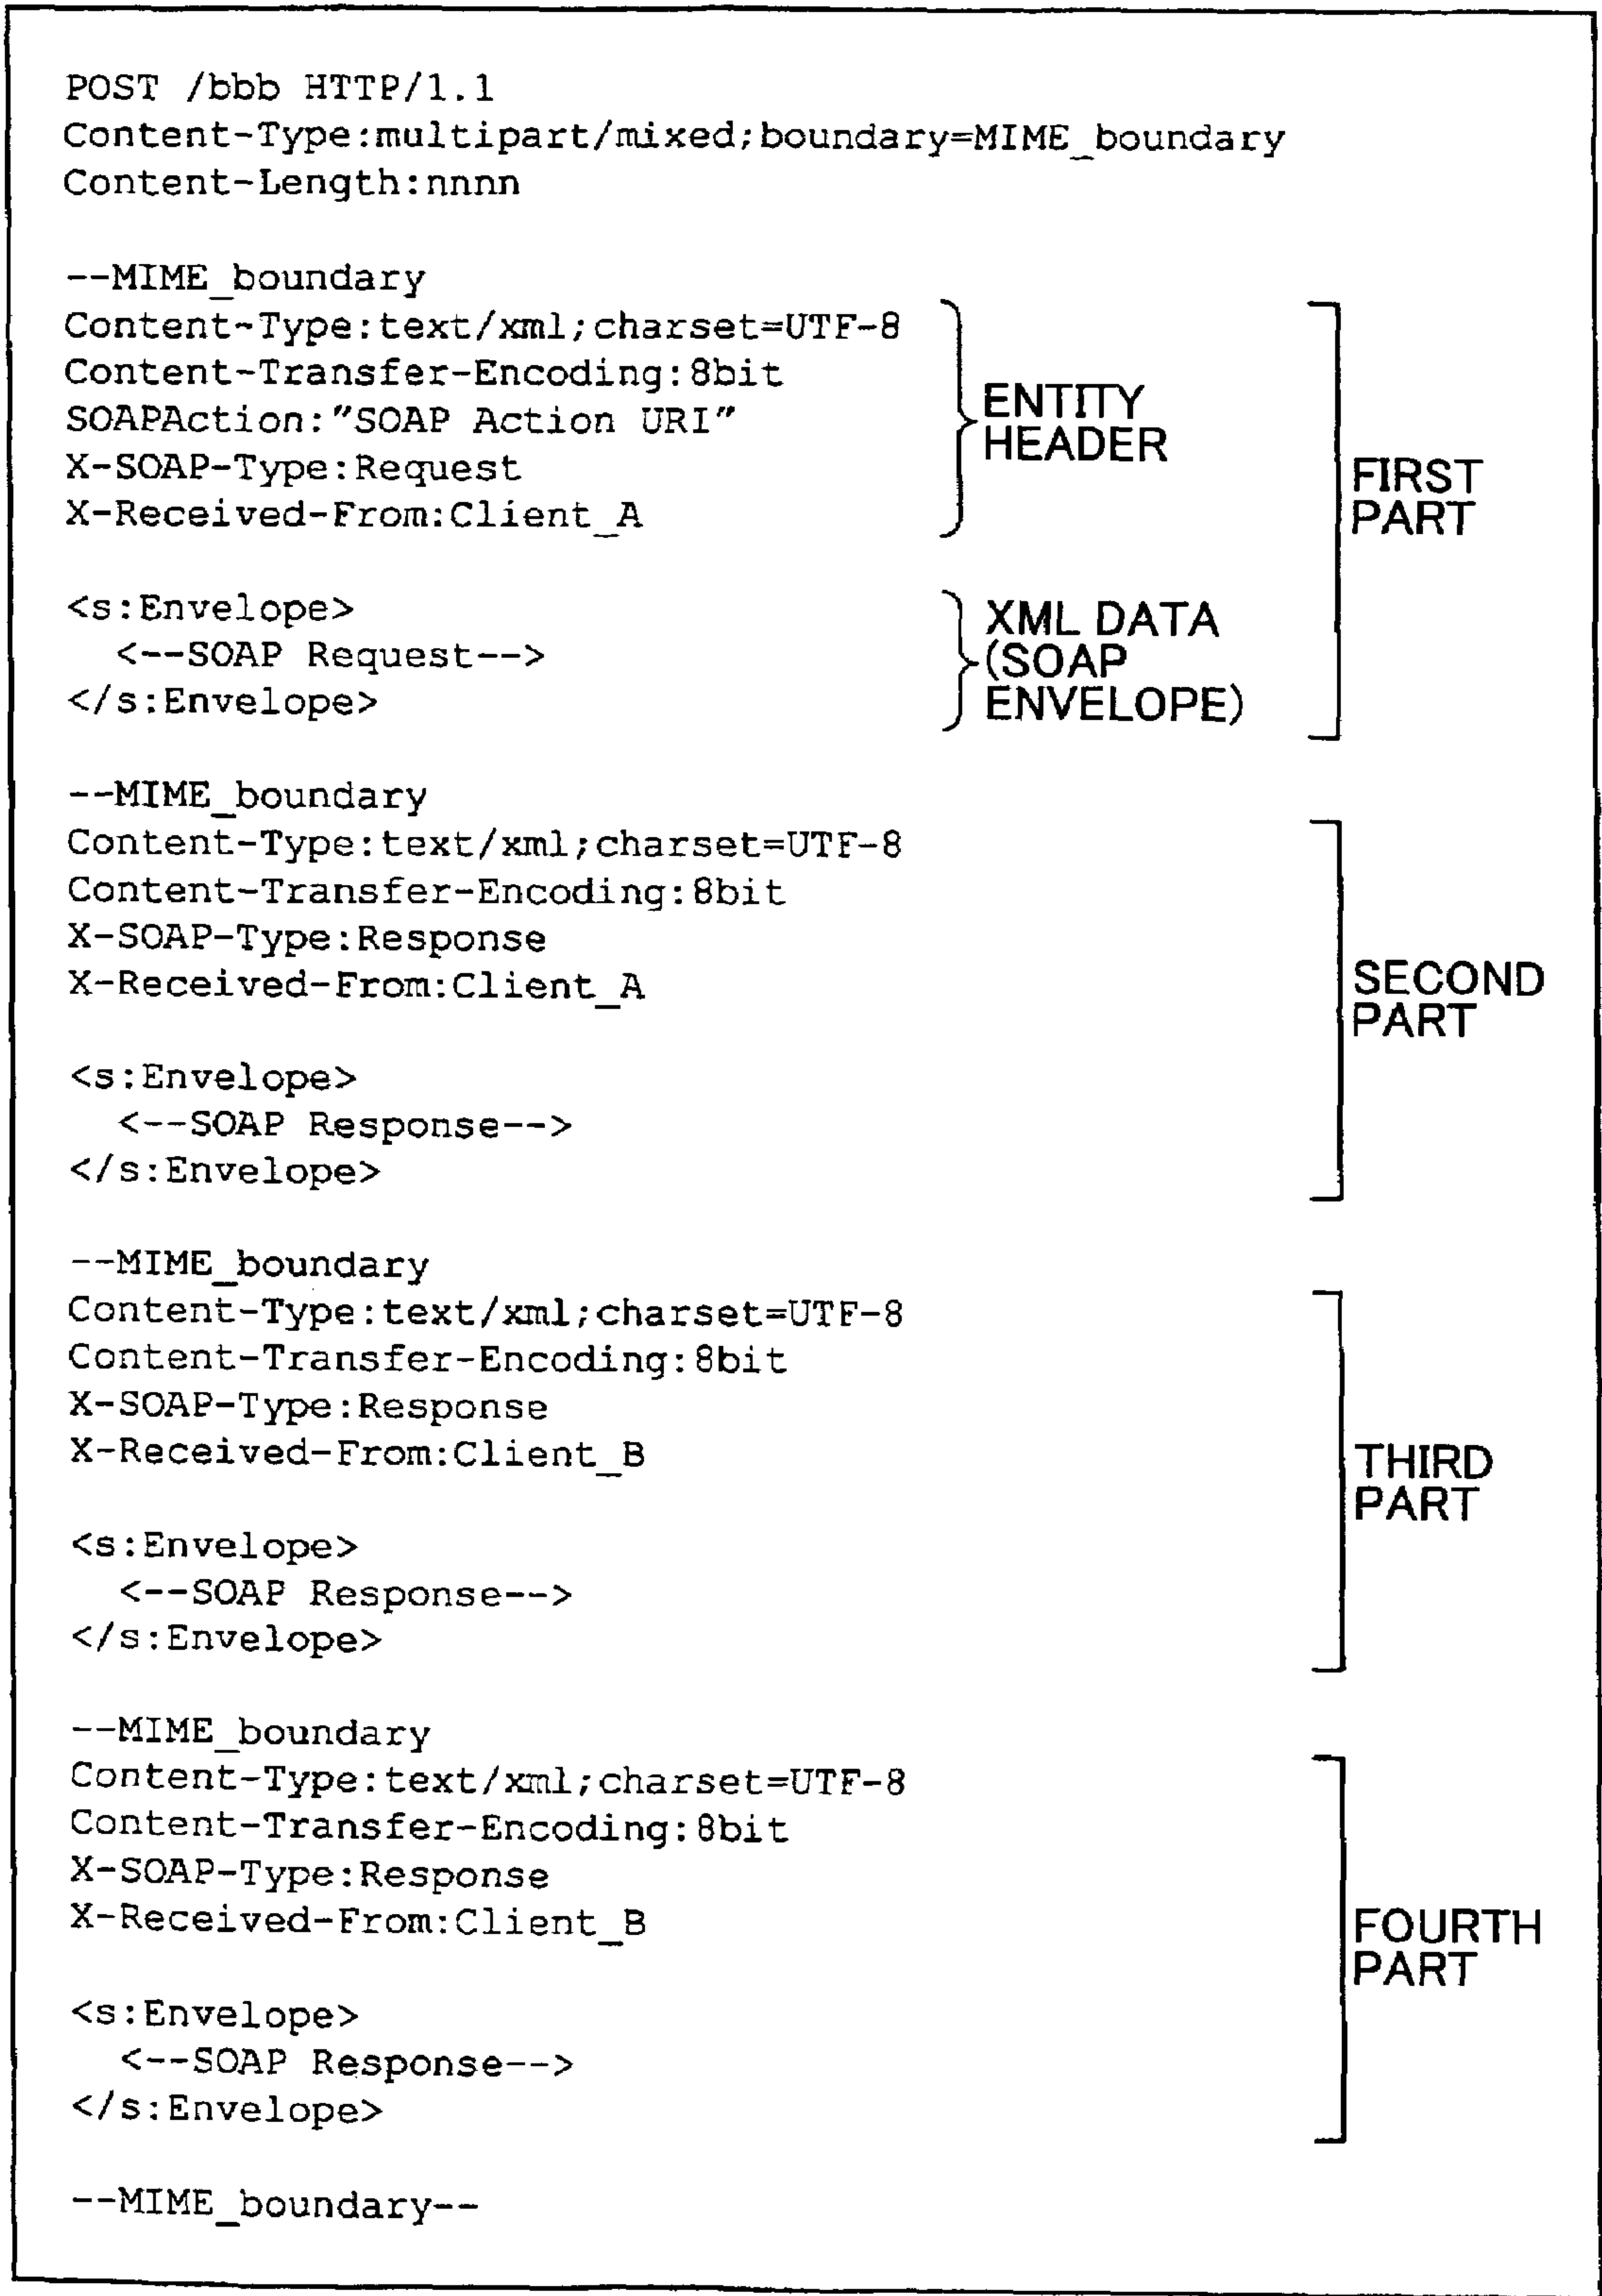 POST /bbb HTTP/1.1
Content-Type:multipart/mixed;boundary=MIME_boundary
Content-Length:nnnn
--MIME_boundary
Content-Type:text/xml;charset=UTF-8
Content-Transfer-Encoding:8bit
SOAPAction:"SOAP Action URI"
X-SOAP-Type:Request
X-Received-From:Client_A
ENTITY
HEADER
<s:Envelope>
<--SOAP Request-->
</s:Envelope>
XML DATA
(SOAP
ENVELOPE)
FIRST
PART
--MIME_boundary
Content-Type:text/xml;charset=UTF-8
Content-Transfer-Encoding:8bit
X-SOAP-Type:Response
X-Received-From:Client_A
<s:Envelope>
<--SOAP Response-->
</s:Envelope>
SECOND
PART
--MIME_boundary
Content-Type:text/xml;charset=UTF-8
Content-Transfer-Encoding:8bit
X-SOAP-Type:Response
X-Received-From:Client_B
<s:Envelope>
<--SOAP Response-->
</s:Envelope>
THIRD
PART
--MIME_boundary
Content-Type:text/xml;charset=UTF-8
Content-Transfer-Encoding:8bit
X-SOAP-Type:Response
X-Received-From:Client_B
<s:Envelope>
<--SOAP Response-->
</s:Envelope>
FOURTH
PART
--MIME_boundary--